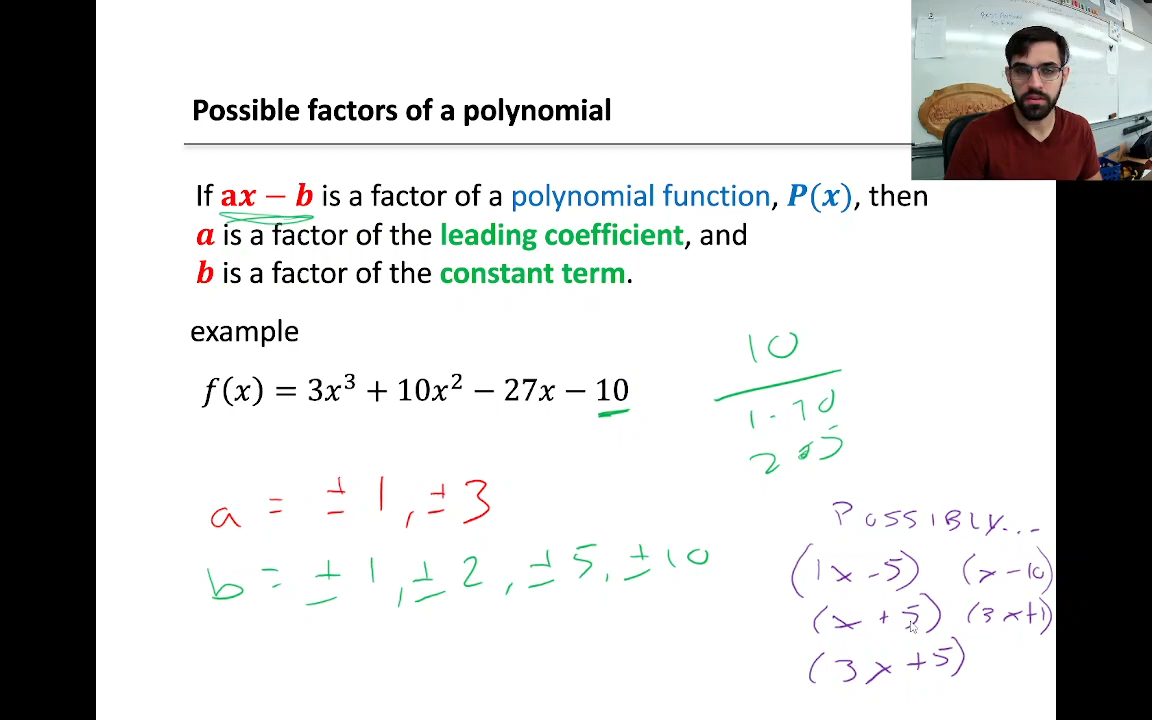 Possible factors of a polynomial
If ax − b is a factor of a polynomial function, P(x), then
a is a factor of the leading coefficient, and
b is a factor of the constant term.
example
f(x) = 3x³ + 10x² − 27x − 10
10
1 · 10
2 · 5
a = ± 1, ± 3
b = ± 1, ± 2, ± 5, ± 10
POSSIBLY...
(1x - 5) (x - 10)
(x + 5) (3x+1)
(3x + 5)